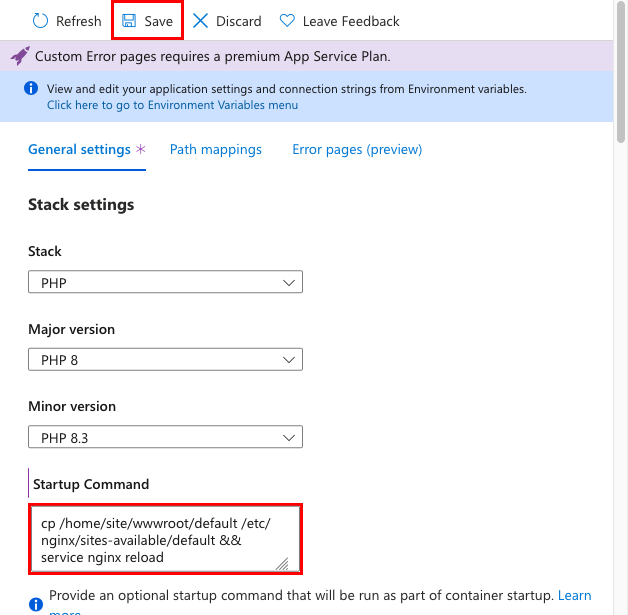 Refresh Save Discard Leave Feedback
Custom Error pages requires a premium App Service Plan.
View and edit your application settings and connection strings from Environment variables.
Click here to go to Environment Variables menu
General settings * Path mappings Error pages (preview)
Stack settings
Stack
PHP
Major version
PHP 8
Minor version
PHP 8.3
Startup Command
cp /home/site/wwwroot/default /etc/
nginx/sites-available/default &&
service nginx reload
Provide an optional startup command that will be run as part of container startup. Learn
more